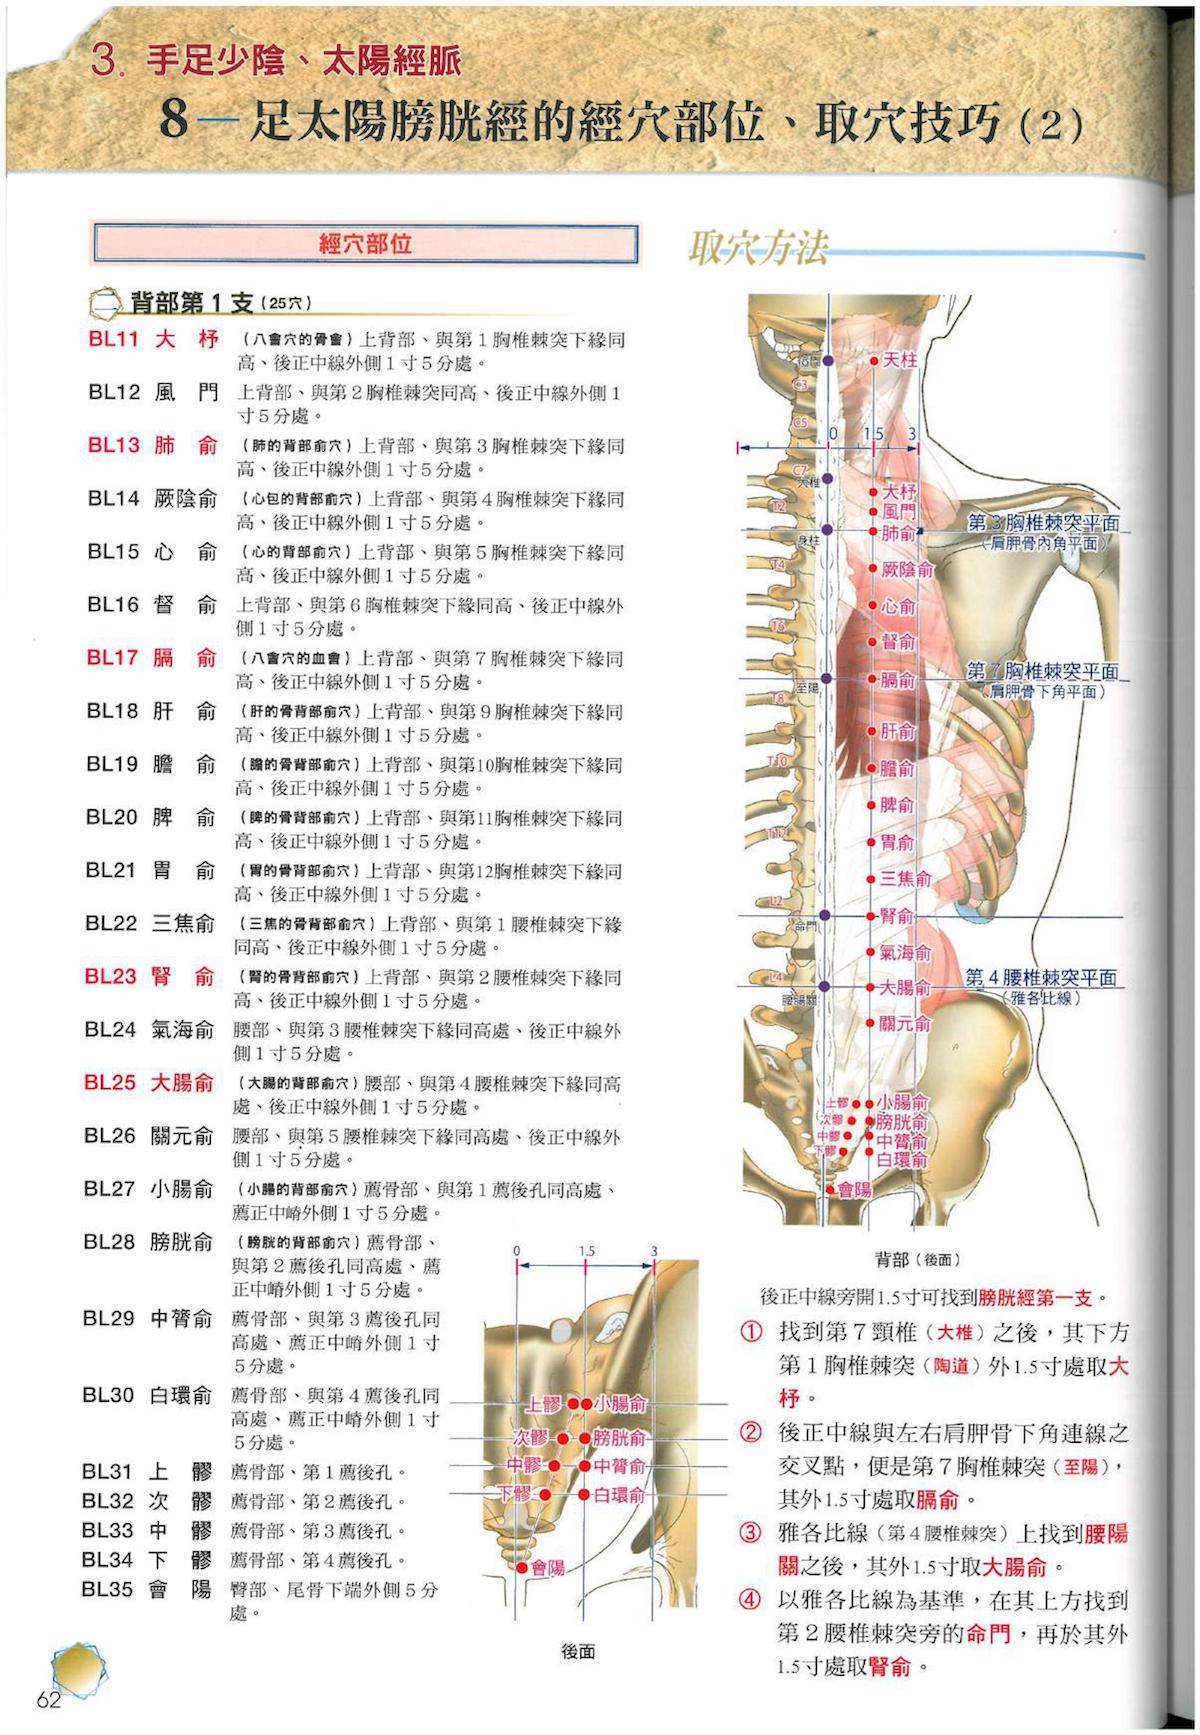 3. 手足少陰、太陽經脈
8—足太陽膀胱經的經穴部位、取穴技巧(2)
經穴部位
取穴方法
背部第1支(25穴)
BL11 大杼 (八會穴的骨會)上背部、與第1胸椎棘突下緣同
高、後正中線外側1寸5分處。
BL12 風門 上背部、與第2胸椎棘突同高、後正中線外側1
寸5分處。
BL13 肺俞 (肺的背部俞穴)上背部、與第3胸椎棘突下緣同
高、後正中線外側1寸5分處。
BL14 厥陰俞 (心包的背部俞穴)上背部、與第4胸椎棘突下緣同
高、後正中線外側1寸5分處。
BL15 心俞 (心的背部俞穴)上背部、與第5胸椎棘突下緣同
高、後正中線外側1寸5分處。
BL16 督俞 上背部、與第6胸椎棘突下緣同高、後正中線外
側1寸5分處。
BL17 膈俞 (八會穴的血會)上背部、與第7胸椎棘突下緣同
高、後正中線外側1寸5分處。
BL18 肝俞 (肝的骨背部俞穴)上背部、與第9胸椎棘突下緣同
高、後正中線外側1寸5分處。
BL19 膽俞 (膽的骨背部俞穴)上背部、與第10胸椎棘突下緣同
高、後正中線外側1寸5分處。
BL20 脾俞 (脾的骨背部俞穴)上背部、與第11胸椎棘突下緣同
高、後正中線外側1寸5分處。
BL21 胃俞 (胃的骨背部俞穴)上背部、與第12胸椎棘突下緣同
高、後正中線外側1寸5分處。
BL22 三焦俞 (三焦的骨背部俞穴)上背部、與第1腰椎棘突下緣
同高、後正中線外側1寸5分處。
BL23 腎俞 (腎的骨背部俞穴)上背部、與第2腰椎棘突下緣同
高、後正中線外側1寸5分處。
BL24 氣海俞 腰部、與第3腰椎棘突下緣同高處、後正中線外
側1寸5分處。
BL25 大腸俞 (大腸的背部俞穴)腰部、與第4腰椎棘突下緣同高
處、後正中線外側1寸5分處。
BL26 關元俞 腰部、與第5腰椎棘突下緣同高處、後正中線外
側1寸5分處。
BL27 小腸俞 (小腸的背部俞穴)薦骨部、與第1薦後孔同高處、
薦正中嵴外側1寸5分處。
BL28 膀胱俞 (膀胱的背部俞穴)薦骨部、
與第2薦後孔同高處、薦
正中嵴外側1寸5分處。
BL29 中膂俞 薦骨部、與第3薦後孔同
高處、薦正中嵴外側1寸
5分處。
BL30 白環俞 薦骨部、與第4薦後孔同
高處、薦正中嵴外側1寸
5分處。
BL31 上髎 薦骨部、第1薦後孔。
BL32 次髎 薦骨部、第2薦後孔。
BL33 中髎 薦骨部、第3薦後孔。
BL34 下髎 薦骨部、第4薦後孔。
BL35 會陽 臀部、尾骨下端外側5分
處。
0 1.5 3
上髎 小腸俞
次髎 膀胱俞
中髎 中膂俞
下髎 白環俞
會陽
後面
天柱
C3
C5
0 1.5 3
C7
大椎
大杼
T2
風門
第3胸椎棘突平面
肺俞
身柱
(肩胛骨內角平面)
T4
厥陰俞
心俞
T6
督俞
第7胸椎棘突平面
膈俞
至陽
(肩胛骨下角平面)
T8
肝俞
T10
膽俞
脾俞
T12
胃俞
三焦俞
L2
腎俞
命門
氣海俞
L4
第4腰椎棘突平面
大腸俞
腰陽關
(雅各比線)
關元俞
上髎 小腸俞
次髎 膀胱俞
中髎 中膂俞
下髎 白環俞
會陽
背部(後面)
後正中線旁開1.5寸可找到膀胱經第一支。
① 找到第7頸椎(大椎)之後，其下方
第1胸椎棘突(陶道)外1.5寸處取大
杼。
② 後正中線與左右肩胛骨下角連線之
交叉點，便是第7胸椎棘突(至陽)，
其外1.5寸處取膈俞。
③ 雅各比線(第4腰椎棘突)上找到腰陽
關之後，其外1.5寸取大腸俞。
④ 以雅各比線為基準，在其上方找到
第2腰椎棘突旁的命門，再於其外
1.5寸處取腎俞。
62